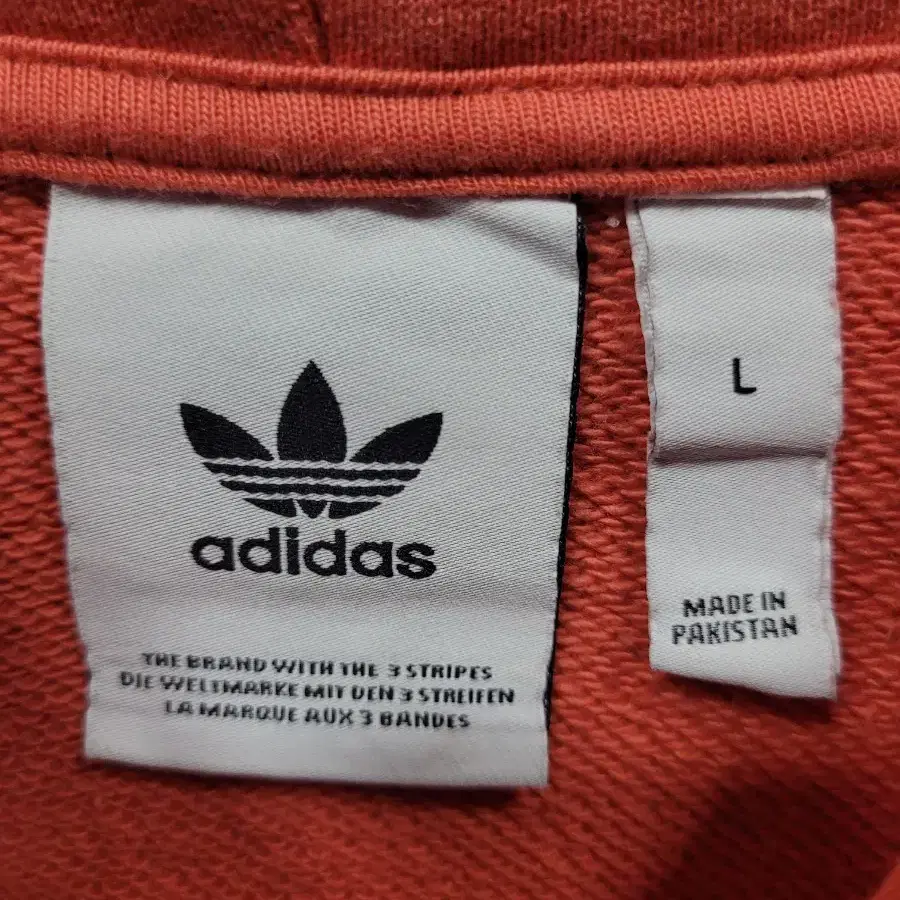 adidas
THE BRAND WITH THE 3 STRIPES
DIE WELTMARKE MIT DEN 3 STREIFEN
LA MARQUE AUX 3 BANDES
L
MADE IN
PAKISTAN